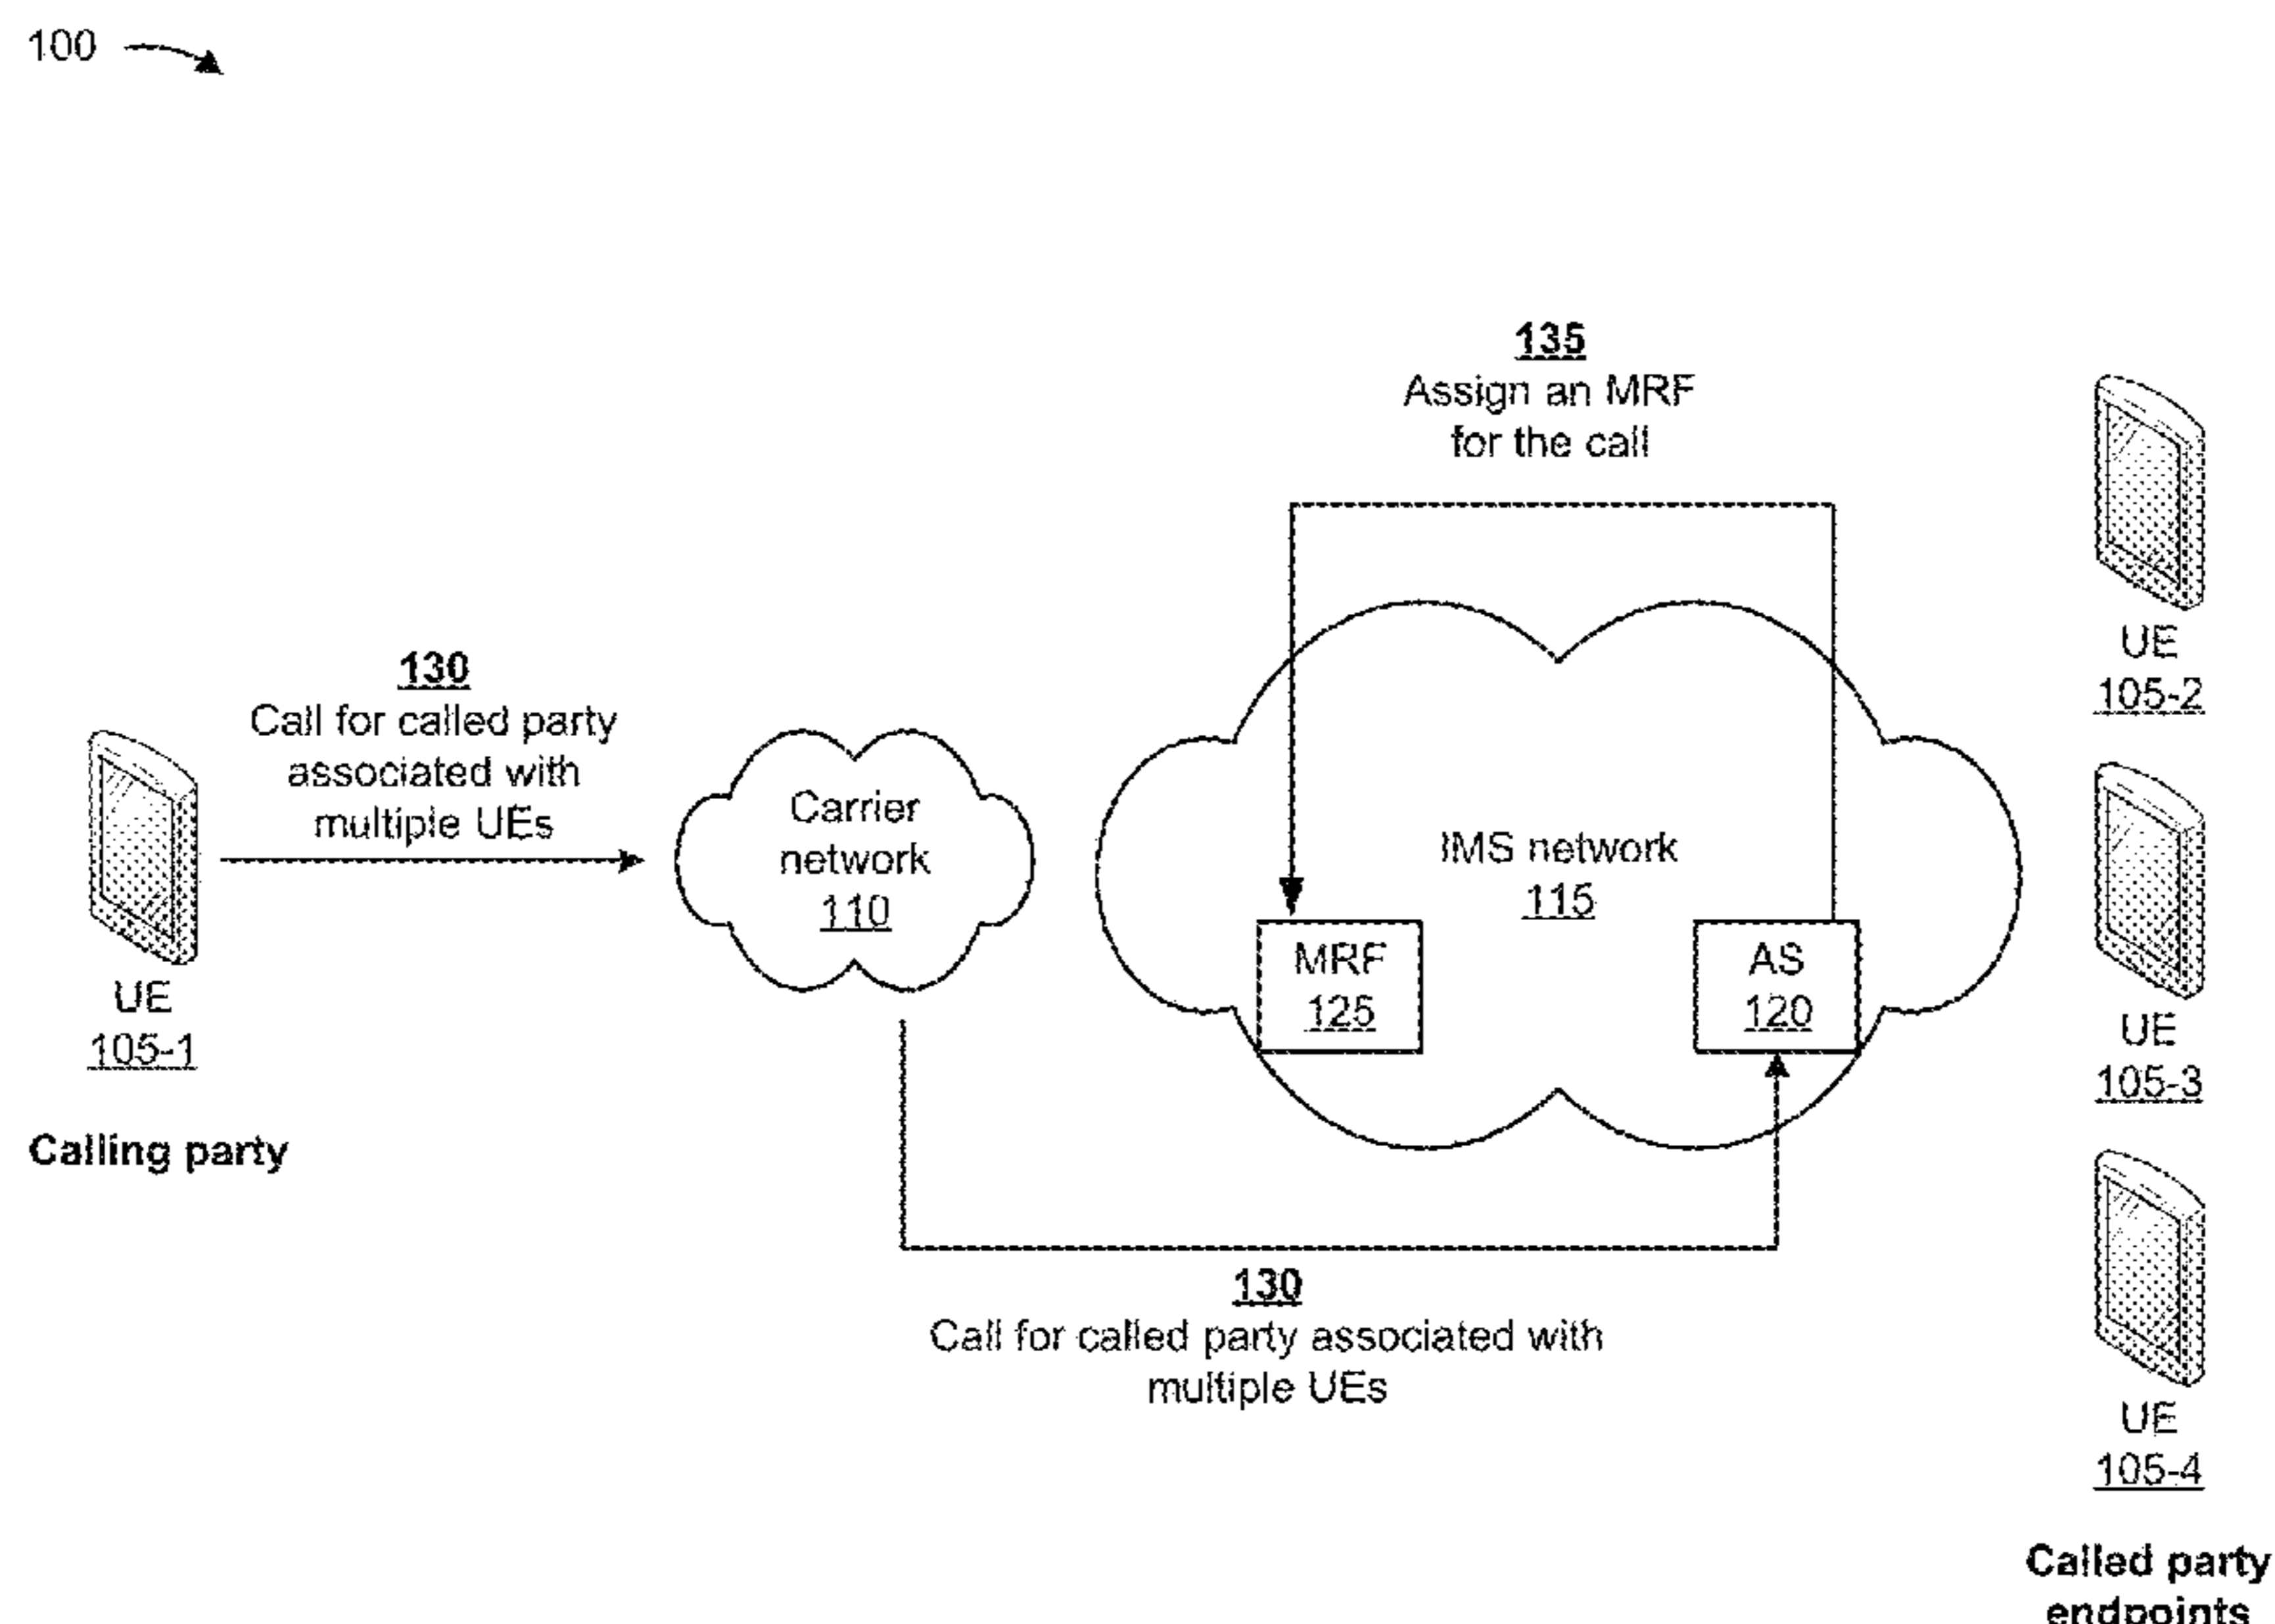 100
135
Assign an MRF
for the call
130
Call for called party
associated with
multiple UEs
UE
105-1
Calling party
Carrier
network
110
IMS network
115
MRF
125
AS
120
130
Call for called party associated with
multiple UEs
UE
105-2
UE
105-3
UE
105-4
Called party
endpoints